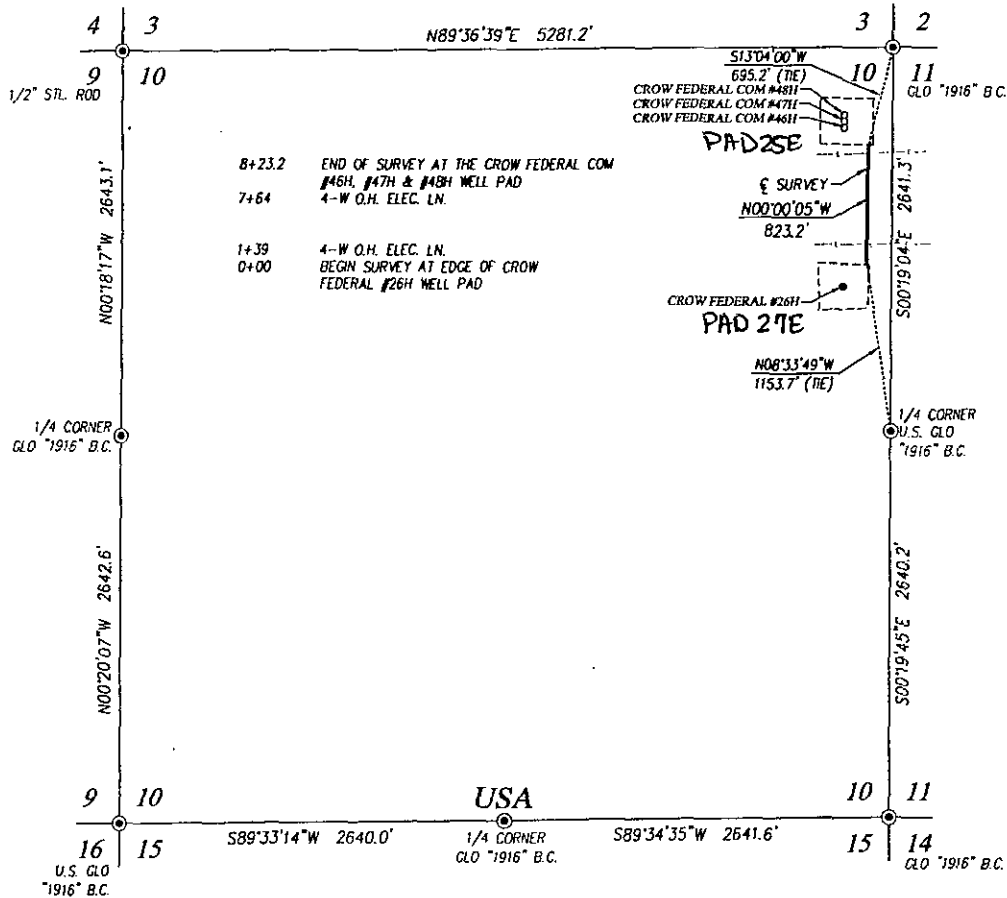 4 3
N89°36'39"E 5281.2'
3 2
9 10
10 11
1/2" STL. ROD
GLO "1916" B.C.
S13°04'00"W
695.2' (TIE)
CROW FEDERAL COM #48H
CROW FEDERAL COM #47H
CROW FEDERAL COM #46H
PAD 25E
8+23.2 END OF SURVEY AT THE CROW FEDERAL COM
#46H, #47H & #48H WELL PAD
7+64 4-W O.H. ELEC. LN.
1+39 4-W O.H. ELEC. LN.
0+00 BEGIN SURVEY AT EDGE OF CROW
FEDERAL #26H WELL PAD
N00°18'17"W 2643.1'
℄ SURVEY
N00°00'05"W
823.2'
S00°19'04"E 2641.3'
CROW FEDERAL #26H
PAD 27E
N08°33'49"W
1153.7' (TIE)
1/4 CORNER
GLO "1916" B.C.
1/4 CORNER
U.S. GLO
"1916" B.C.
N00°20'07"W 2642.6'
S00°19'45"E 2640.2'
9 10
USA
10 11
S89°33'14"W 2640.0'
1/4 CORNER
GLO "1916" B.C.
S89°34'35"W 2641.6'
16 15
15 14
U.S. GLO
"1916" B.C.
GLO "1916" B.C.